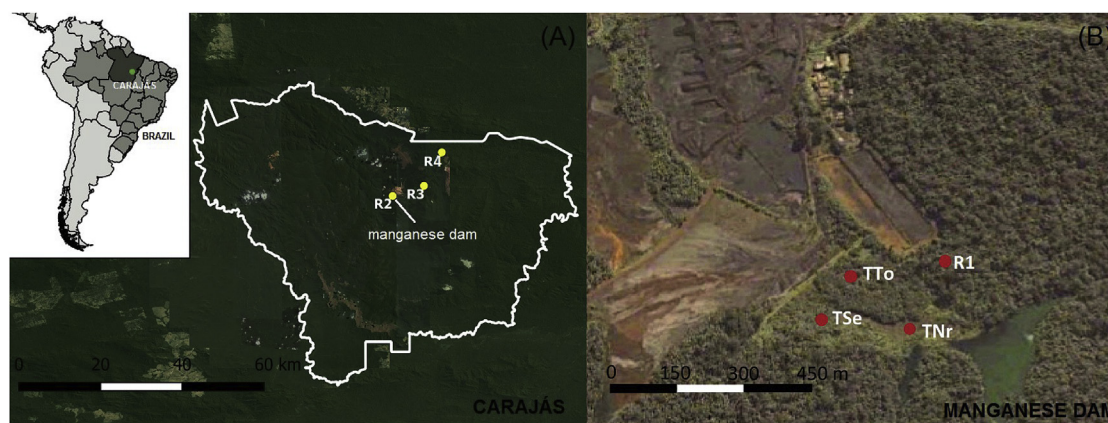 CARAJÁS
BRAZIL
(A)
R4
R3
R2
manganese dam
0 20 40 60 km
CARAJÁS
(B)
R1
TTo
TSe
TNr
0 150 300 450 m
MANGANESE DAM